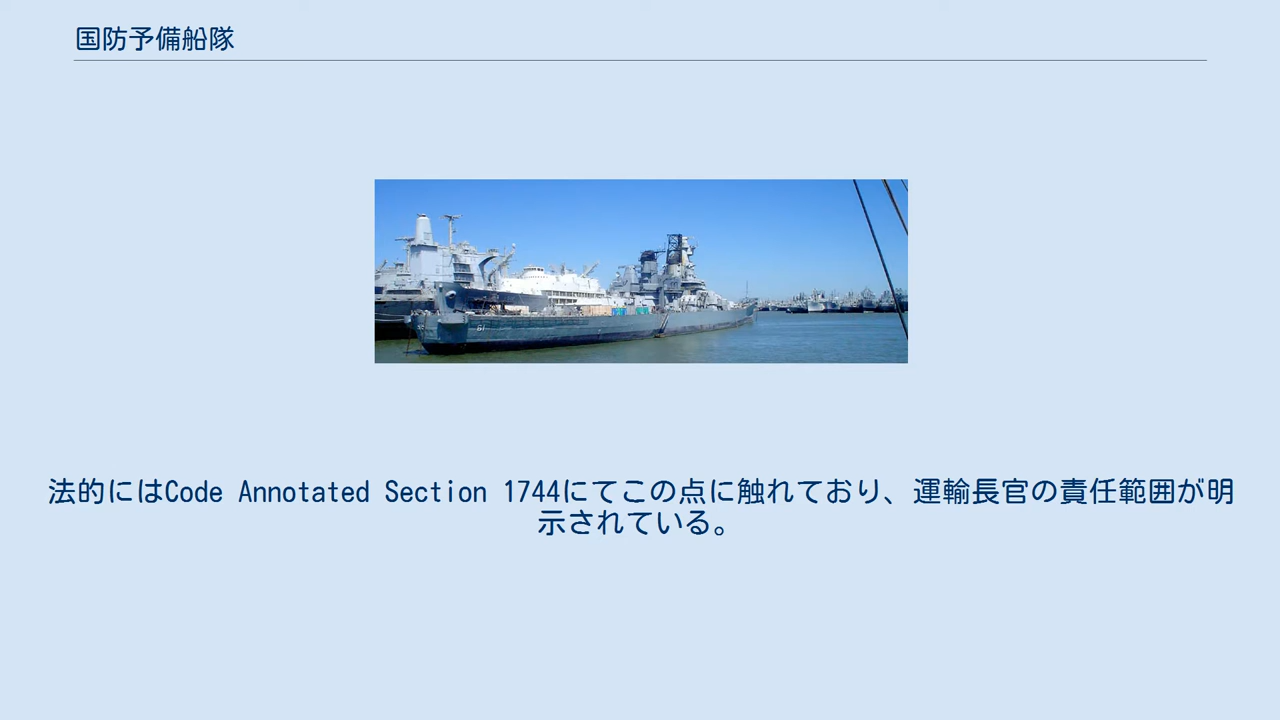 国防予備船隊
61
法的にはCode Annotated Section 1744にてこの点に触れており、運輸長官の責任範囲が明
示されている。